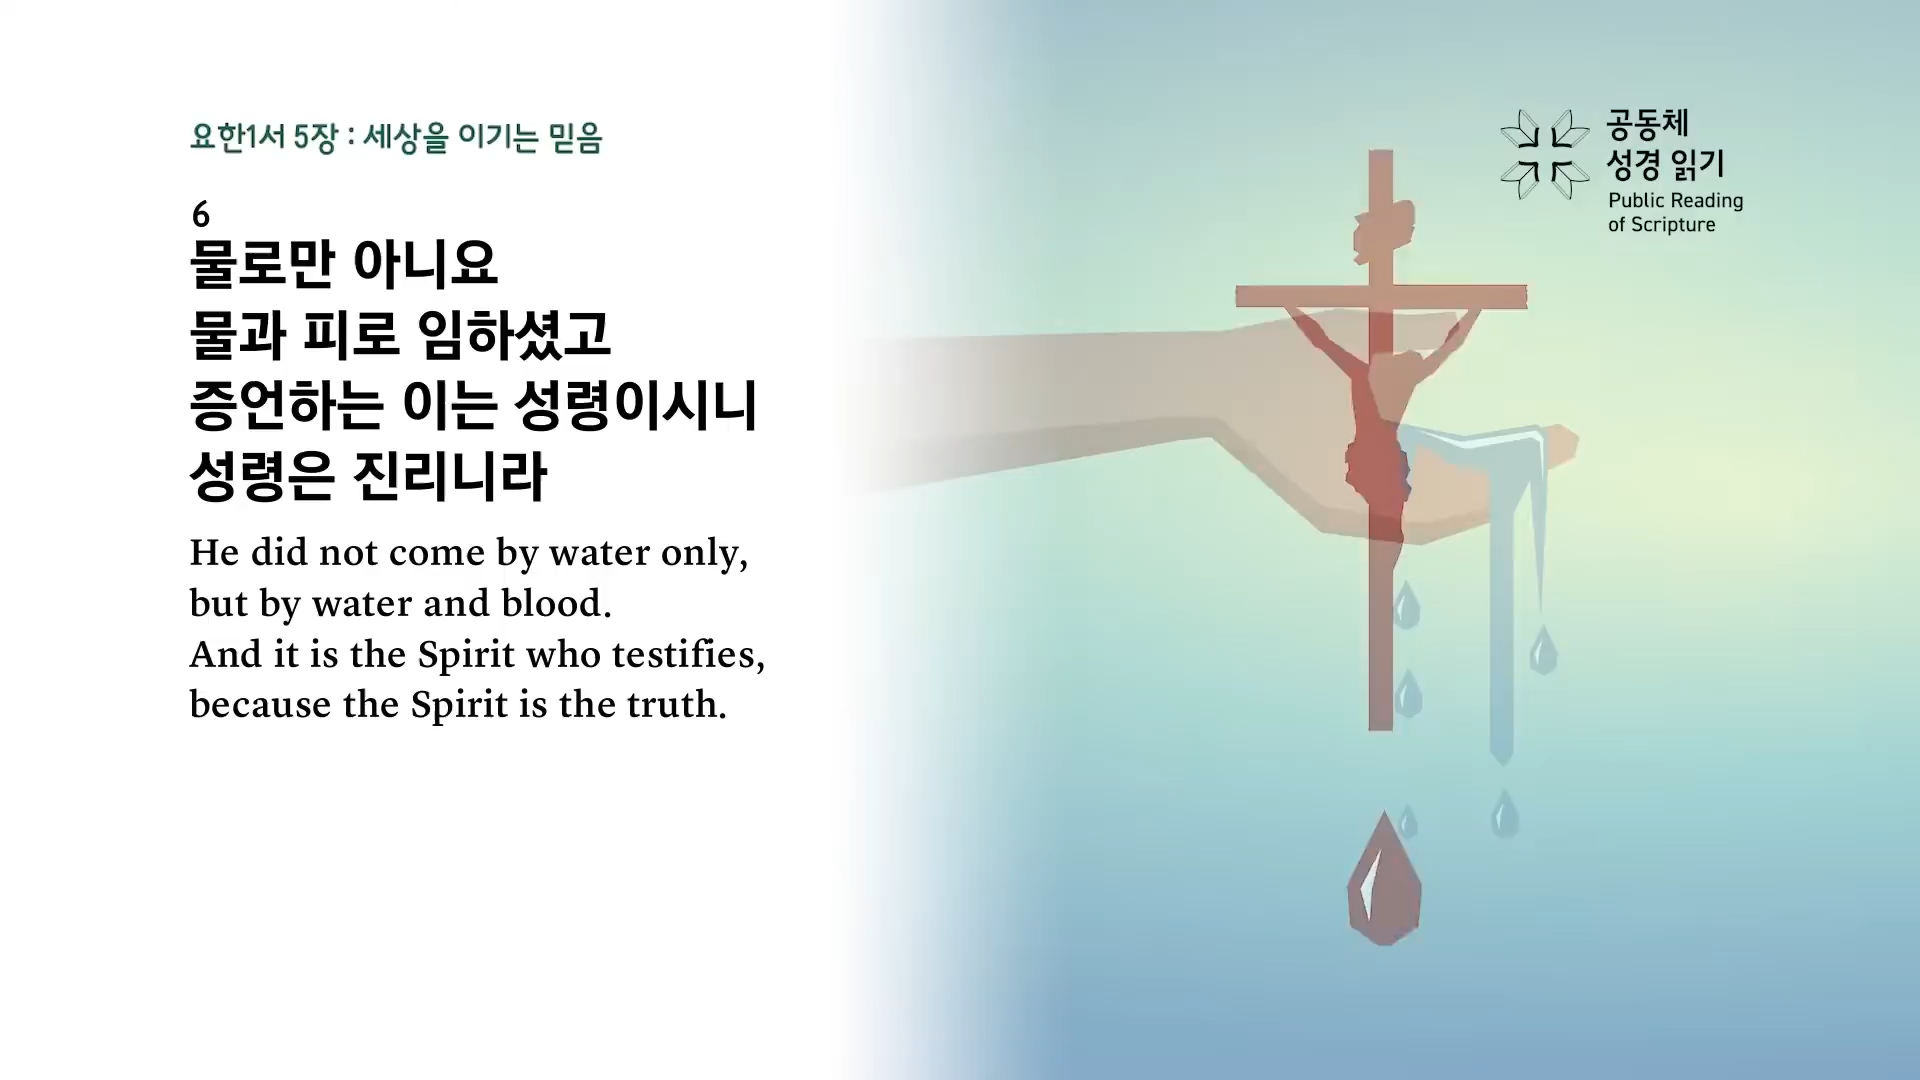 요한1서 5장 : 세상을 이기는 믿음
6
물로만 아니요
물과 피로 임하셨고
증언하는 이는 성령이시니
성령은 진리니라
He did not come by water only,
but by water and blood.
And it is the Spirit who testifies,
because the Spirit is the truth.
공동체
성경 읽기
Public Reading
of Scripture